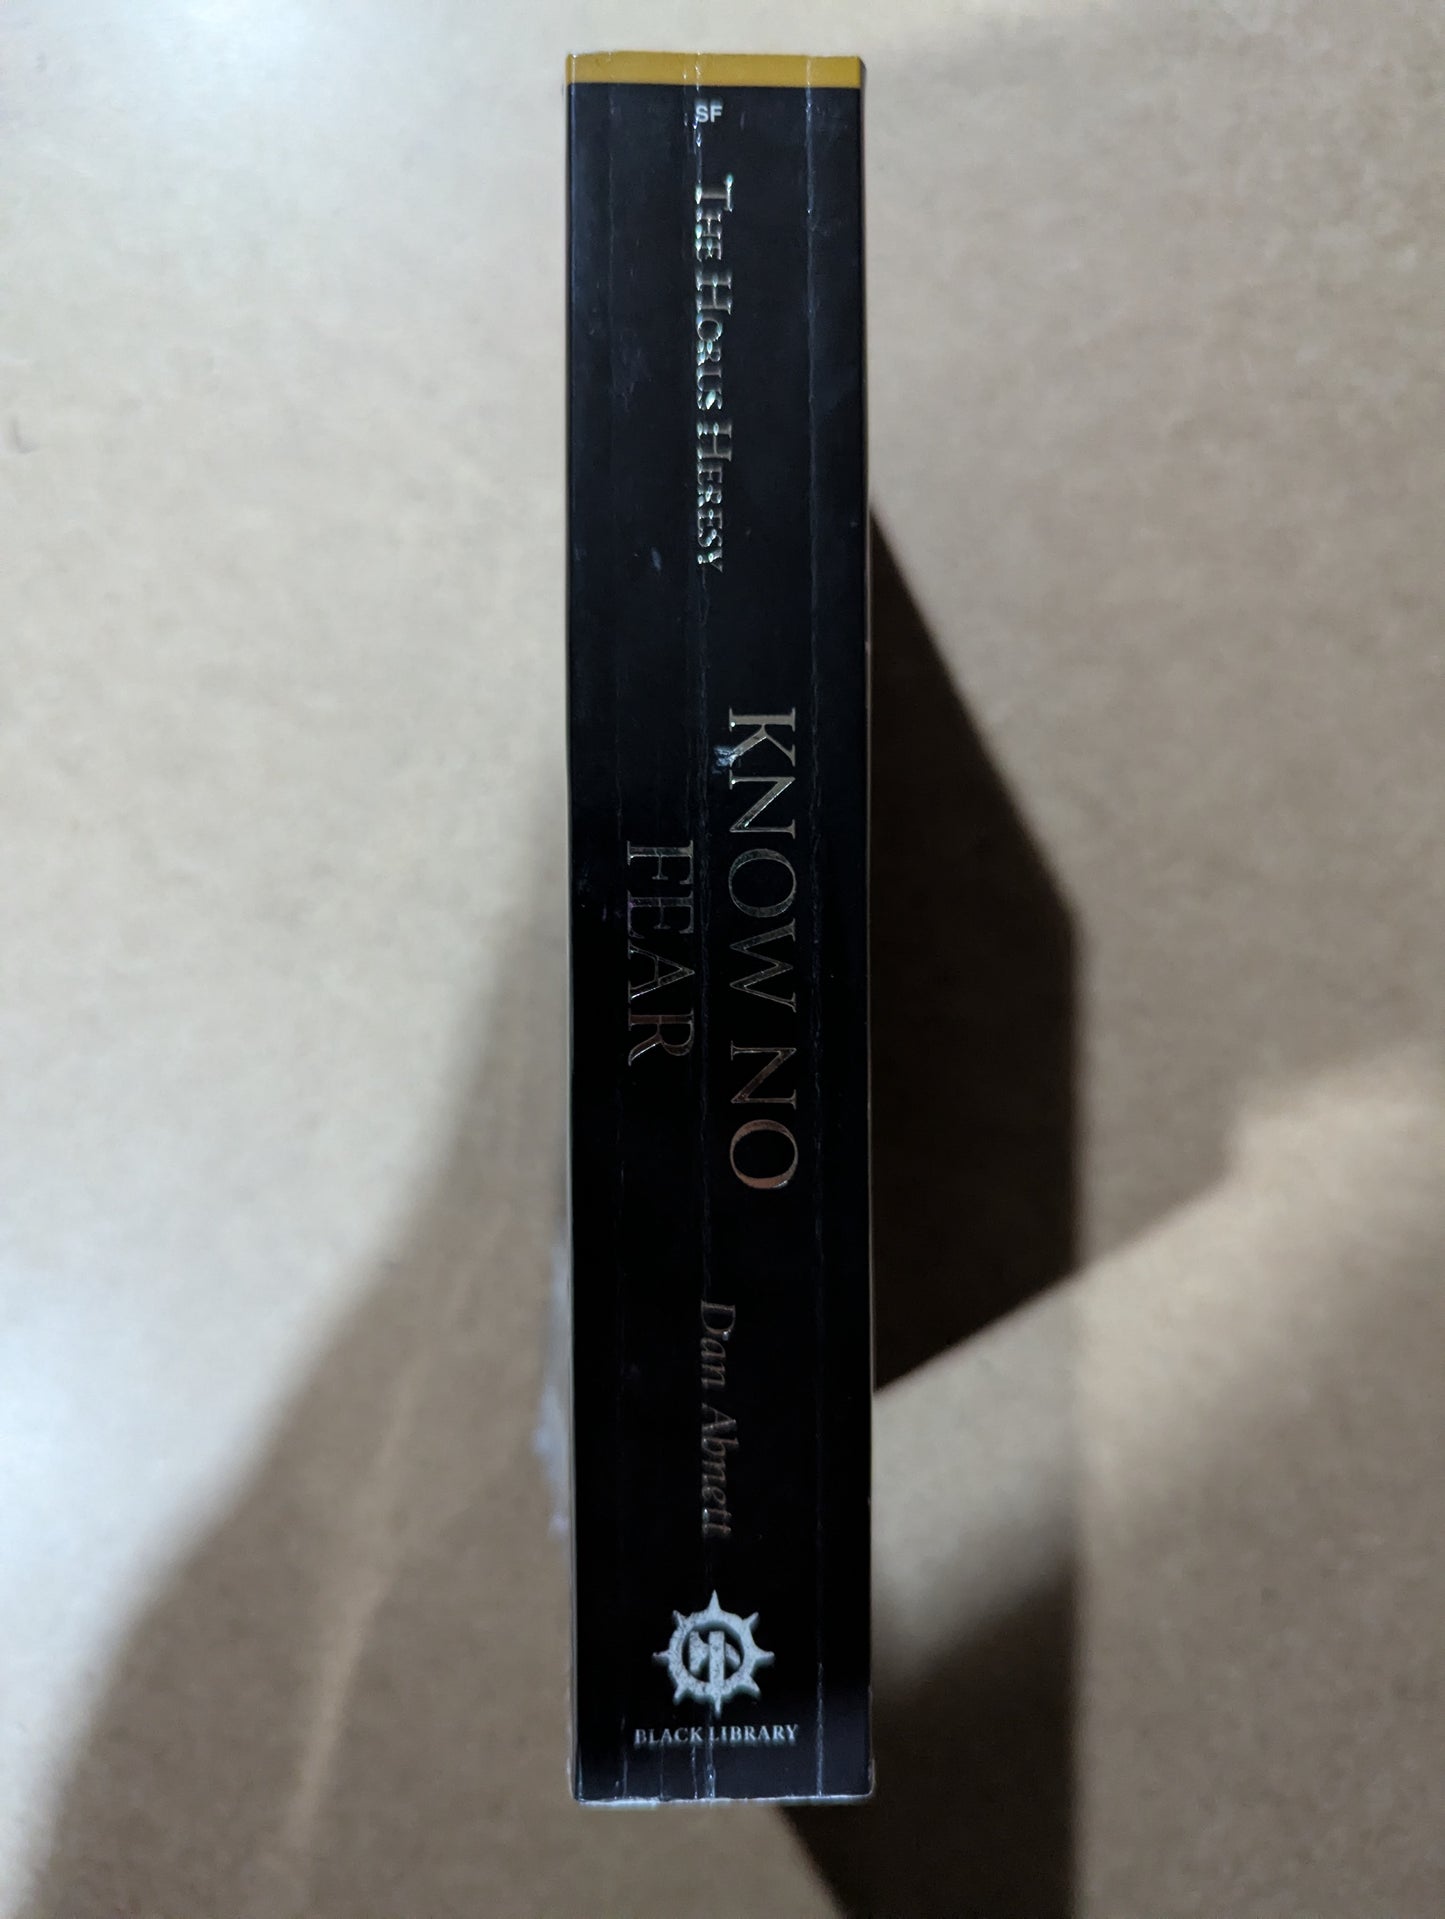 SF
THE HORUS HERESY
KNOW NO
FEAR
Dan Abnett
BLACK LIBRARY